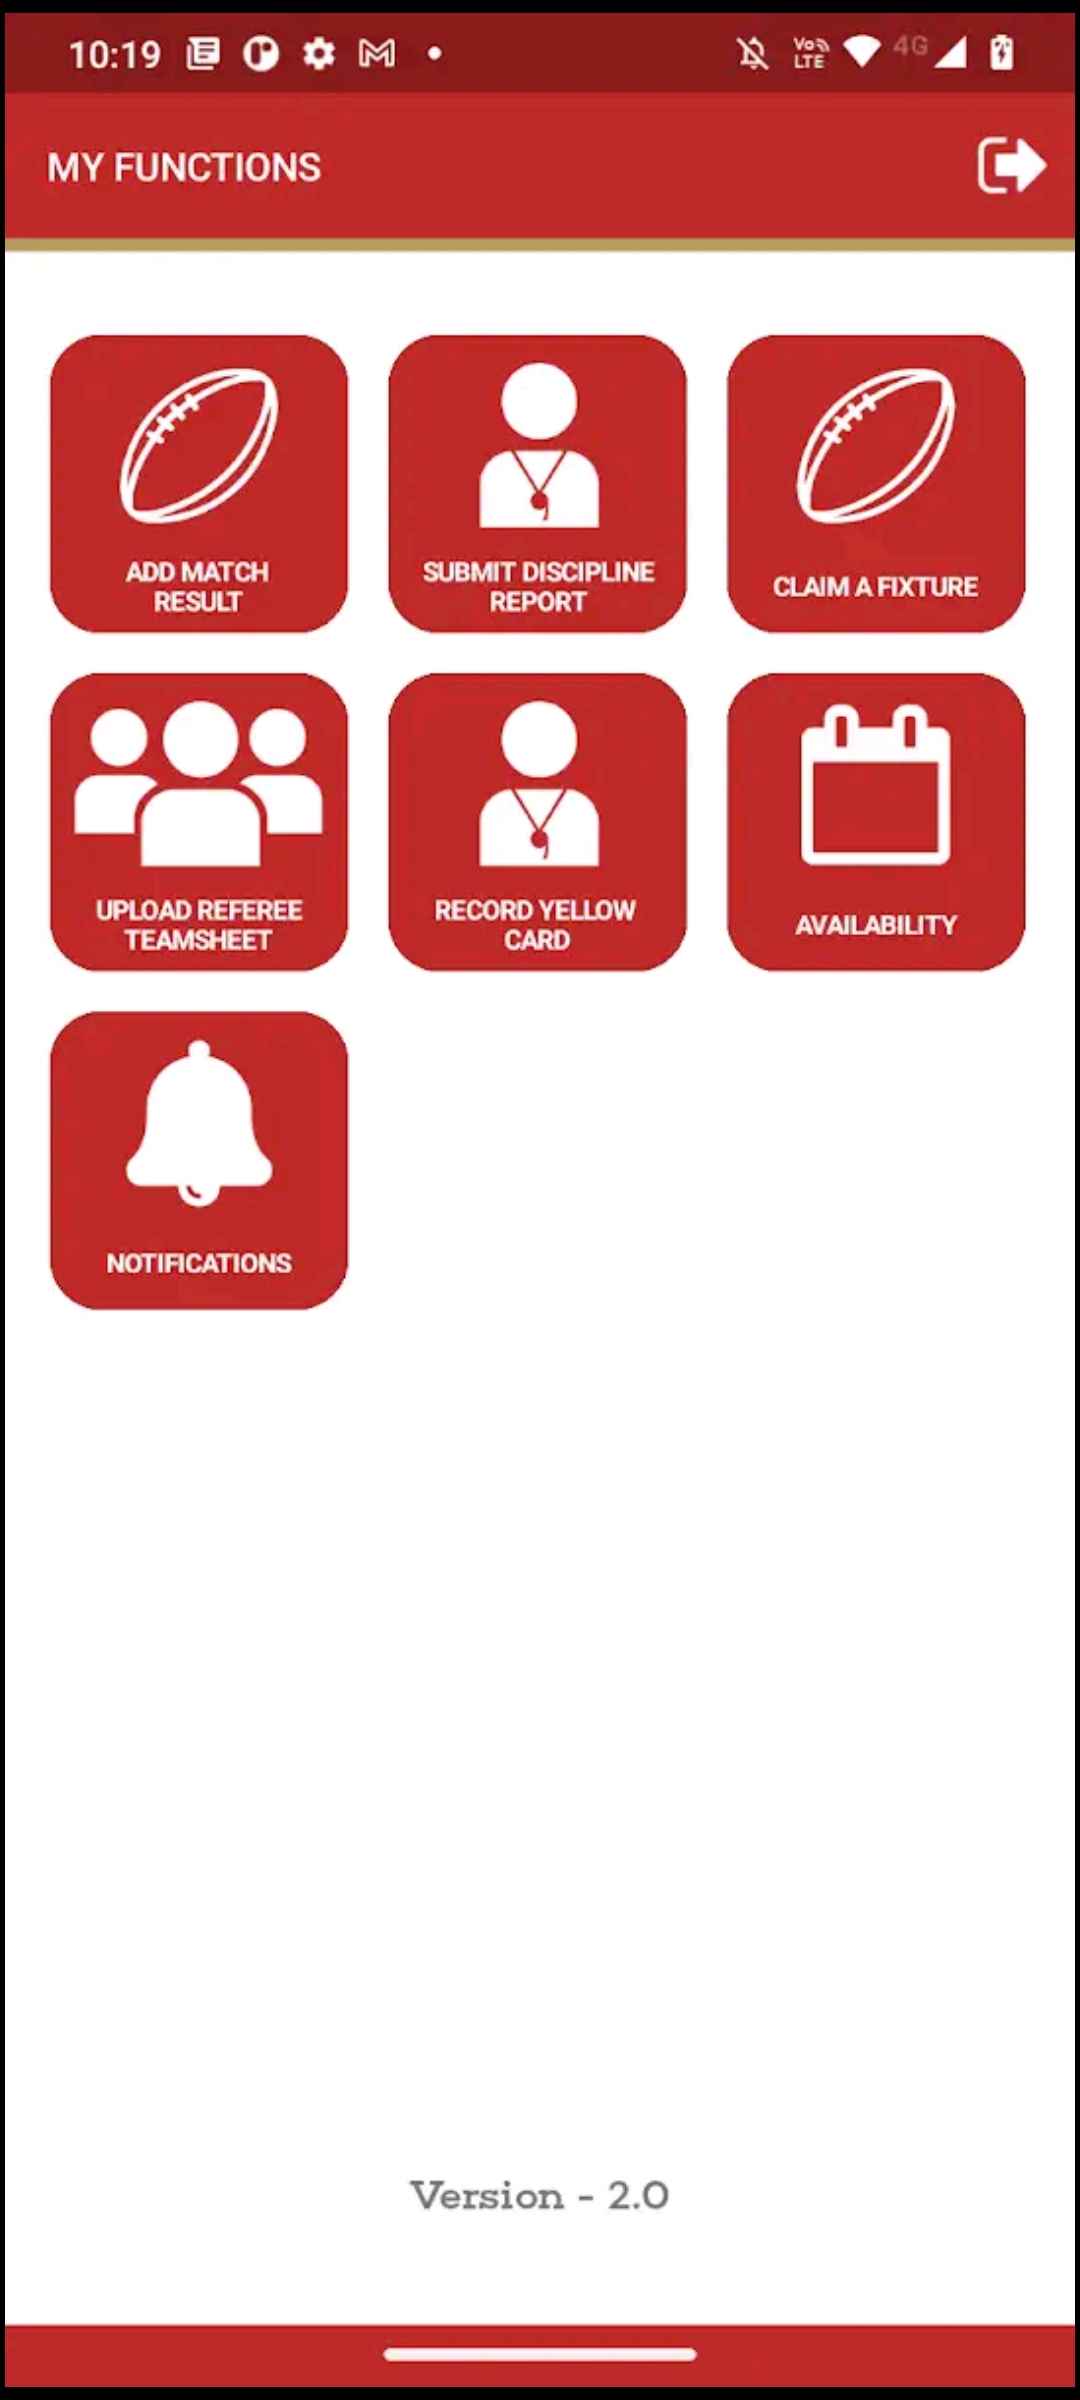 10:19
Vo
LTE
4G
MY FUNCTIONS
ADD MATCH
RESULT
SUBMIT DISCIPLINE
REPORT
CLAIM A FIXTURE
UPLOAD REFEREE
TEAMSHEET
RECORD YELLOW
CARD
AVAILABILITY
NOTIFICATIONS
Version - 2.0